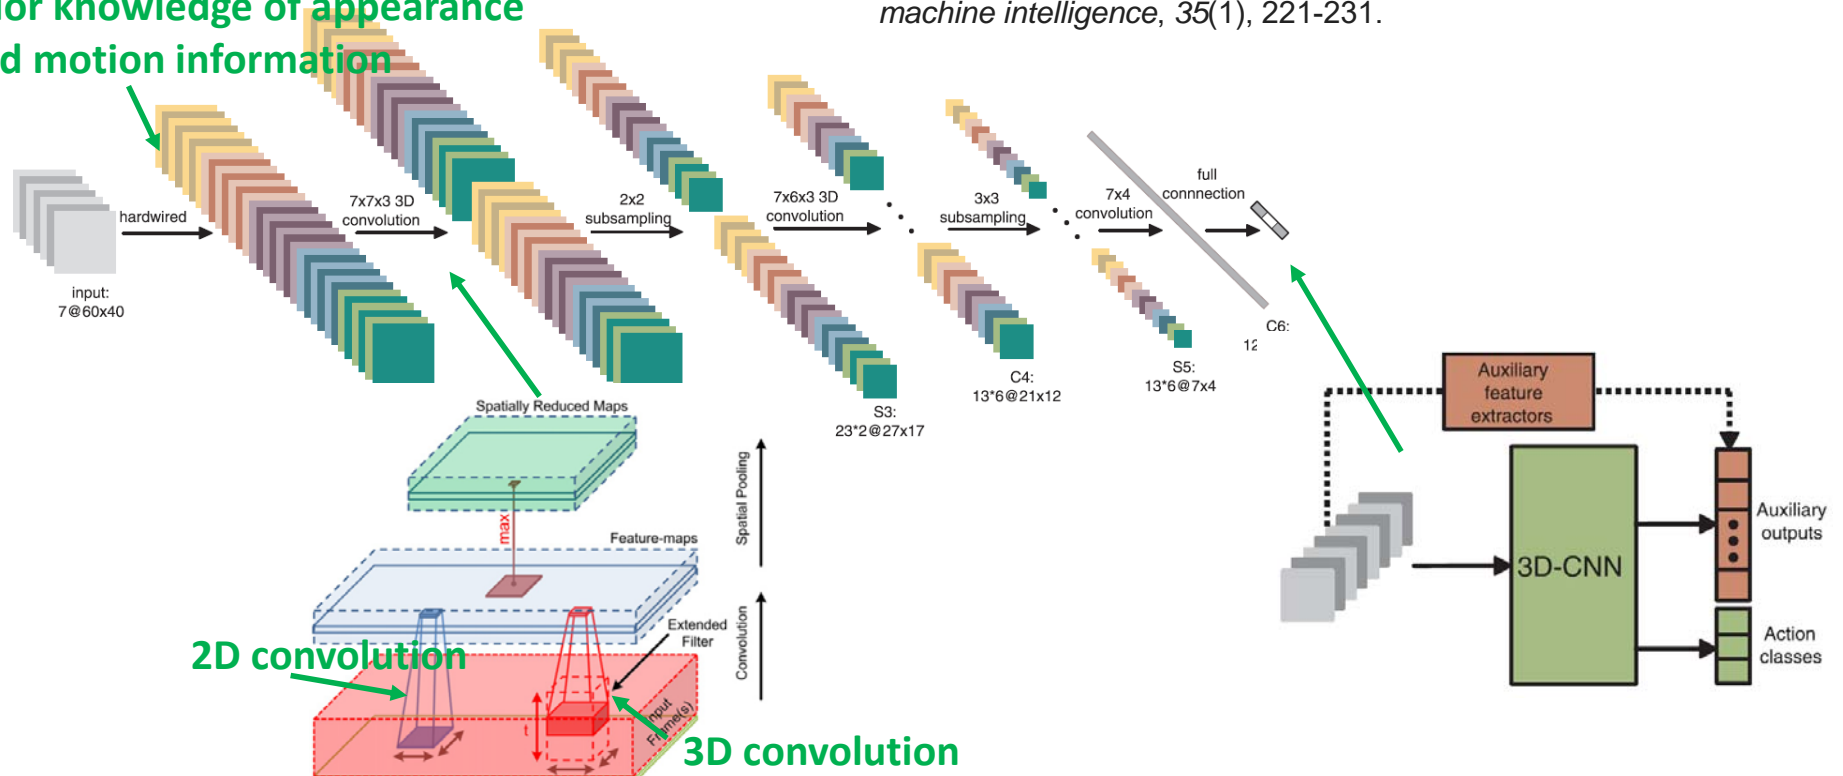 ior knowledge of appearance
d motion information
machine intelligence, 35(1), 221-231.
input:
7@60x40
hardwired
7x7x3 3D
convolution
2x2
subsampling
7x6x3 3D
convolution
3x3
subsampling
7x4
convolution
full
connnection
S3:
23*2@27x17
C4:
13*6@21x12
S5:
13*6@7x4
C6:
12
Spatially Reduced Maps
max
Spatial Pooling
Feature-maps
Extended
Filter
Convolution
2D convolution
t
Input
Frame(s)
3D convolution
Auxiliary
feature
extractors
3D-CNN
Auxiliary
outputs
Action
classes